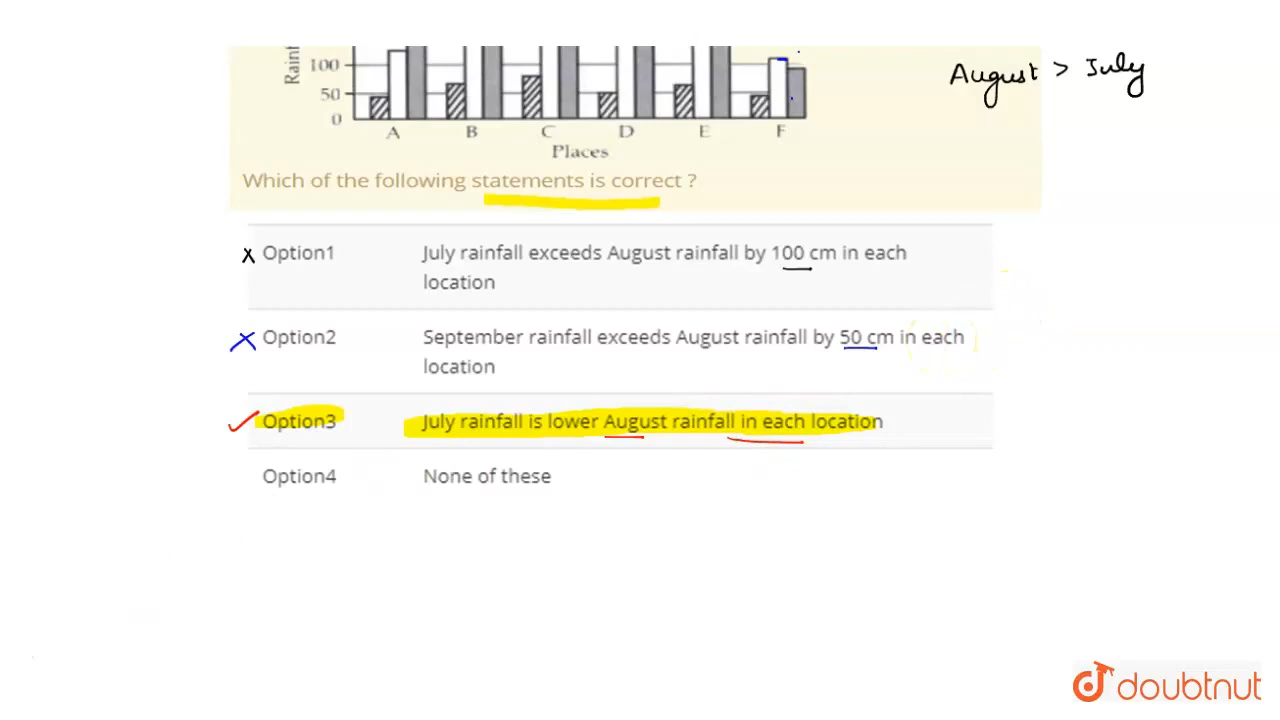 Rainf
100
50
0
A B C D E F
Places
August > July
Which of the following statements is correct ?
x Option1 July rainfall exceeds August rainfall by 100 cm in each
location
x Option2 September rainfall exceeds August rainfall by 50 cm in each
location
✓ Option3 July rainfall is lower August rainfall in each location
Option4 None of these
doubtnut